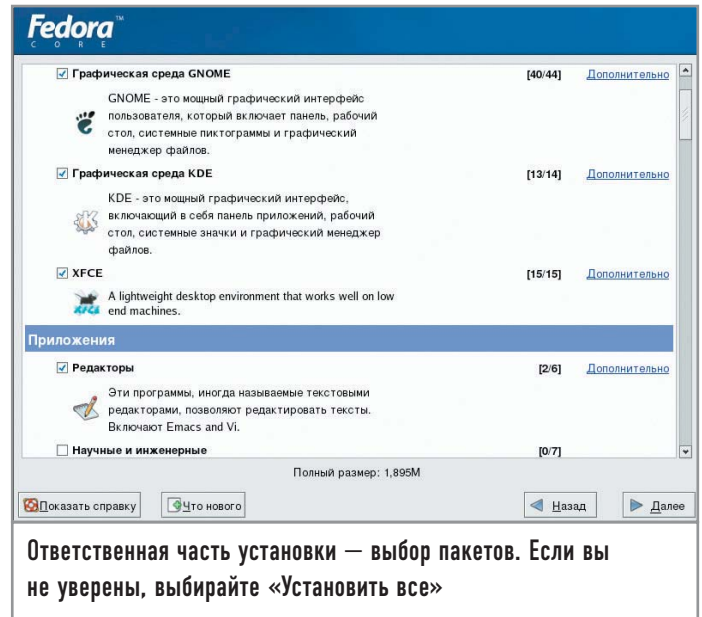 Fedora™
CORE
Графическая среда GNOME [40/44] Дополнительно
GNOME - это мощный графический интерфейс
пользователя, который включает панель, рабочий
стол, системные пиктограммы и графический
менеджер файлов.
Графическая среда KDE [13/14] Дополнительно
KDE - это мощный графический интерфейс,
включающий в себя панель приложений, рабочий
стол, системные значки и графический менеджер
файлов.
XFCE [15/15] Дополнительно
XFCE A lightweight desktop environment that works well on low
end machines.
Приложения
Редакторы [2/6] Дополнительно
Эти программы, иногда называемые текстовыми
редакторами, позволяют редактировать тексты.
Включают Emacs and Vi.
Научные и инженерные [0/7]
Полный размер: 1,895M
Показать справку Что нового Назад Далее
Ответственная часть установки — выбор пакетов. Если вы
не уверены, выбирайте «Установить все»